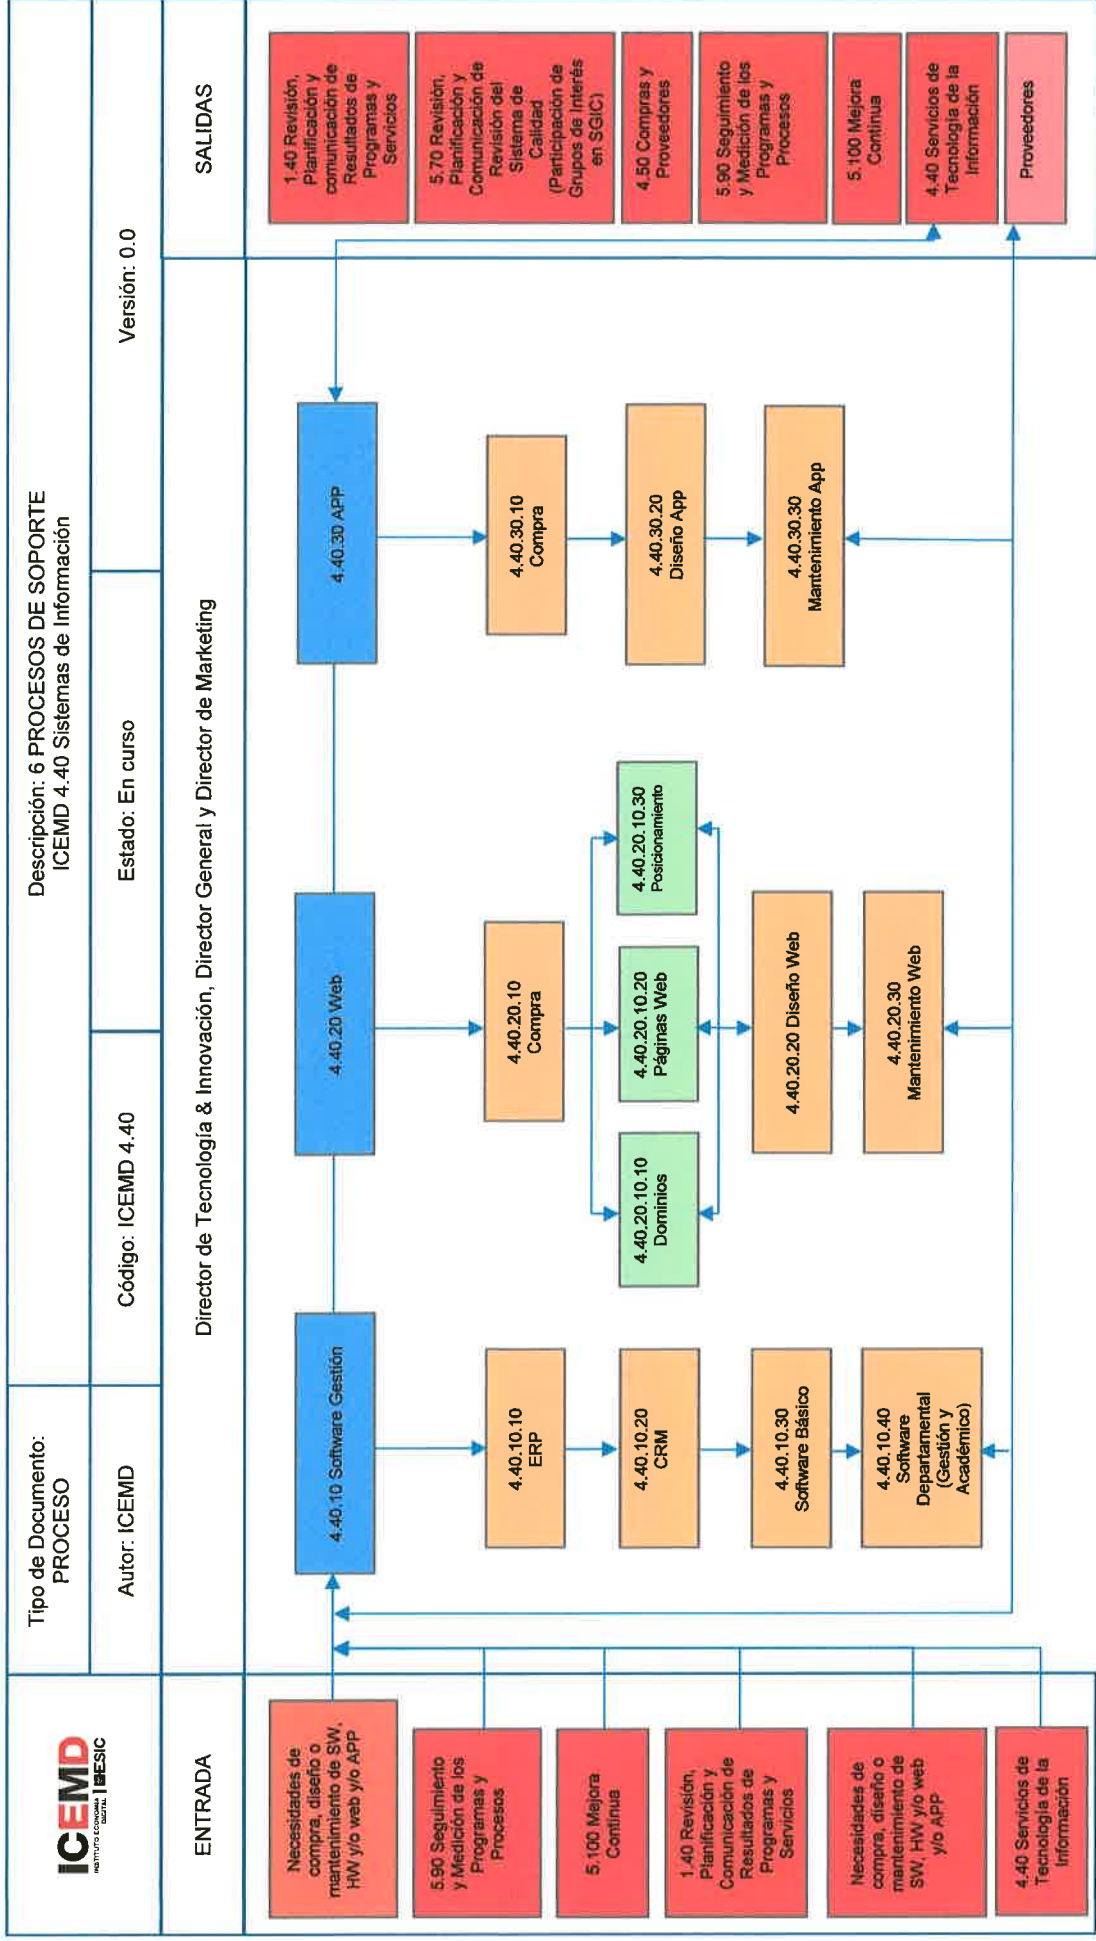 ICEMD
INSTITUTO ECONOMÍA
DIGITAL | ESIC
Tipo de Documento:
PROCESO
Descripción: 6 PROCESOS DE SOPORTE
ICEMD 4.40 Sistemas de Información
Autor: ICEMD
Código: ICEMD 4.40
Estado: En curso
Versión: 0.0
ENTRADA
Director de Tecnología & Innovación, Director General y Director de Marketing
SALIDAS
Necesidades de
compra, diseño o
mantenimiento de SW,
HW y/o web y/o APP
5.90 Seguimiento
y Medición de los
Programas y
Procesos
5.100 Mejora
Continua
1.40 Revisión,
Planificación y
Comunicación de
Resultados de
Programas y
Servicios
Necesidades de
compra, diseño o
mantenimiento de
SW, HW y/o web
y/o APP
4.40 Servicios de
Tecnología de la
Información
4.40.10 Software Gestión
4.40.10.10
ERP
4.40.10.20
CRM
4.40.10.30
Software Básico
4.40.10.40
Software
Departamental
(Gestión y
Académico)
4.40.20 Web
4.40.20.10
Compra
4.40.20.10.10
Dominios
4.40.20.10.20
Páginas Web
4.40.20.10.30
Posicionamiento
4.40.20.20 Diseño Web
4.40.20.30
Mantenimiento Web
4.40.30 APP
4.40.30.10
Compra
4.40.30.20
Diseño App
4.40.30.30
Mantenimiento App
1.40 Revisión,
Planificación y
comunicación de
Resultados de
Programas y
Servicios
5.70 Revisión,
Planificación y
Comunicación de
Revisión del
Sistema de
Calidad
(Participación de
Grupos de Interés
en SGIC)
4.50 Compras y
Proveedores
5.90 Seguimiento
y Medición de los
Programas y
Procesos
5.100 Mejora
Continua
4.40 Servicios de
Tecnología de la
Información
Proveedores